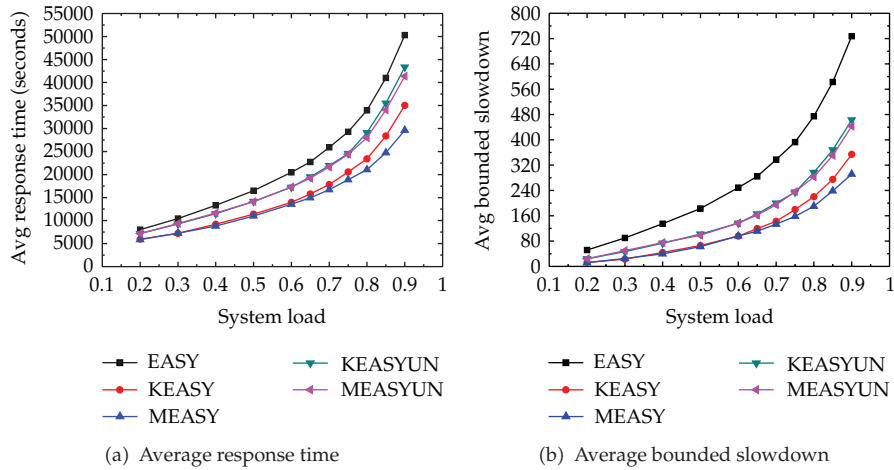 55000
50000
45000
40000
35000
30000
25000
20000
15000
10000
5000
0
Avg response time (seconds)
0.1 0.2 0.3 0.4 0.5 0.6 0.7 0.8 0.9 1
System load
EASY
KEASY
MEASY
KEASYUN
MEASYUN
(a) Average response time
800
720
640
560
480
400
320
240
160
80
0
Avg bounded slowdown
0.1 0.2 0.3 0.4 0.5 0.6 0.7 0.8 0.9 1
System load
EASY
KEASY
MEASY
KEASYUN
MEASYUN
(b) Average bounded slowdown